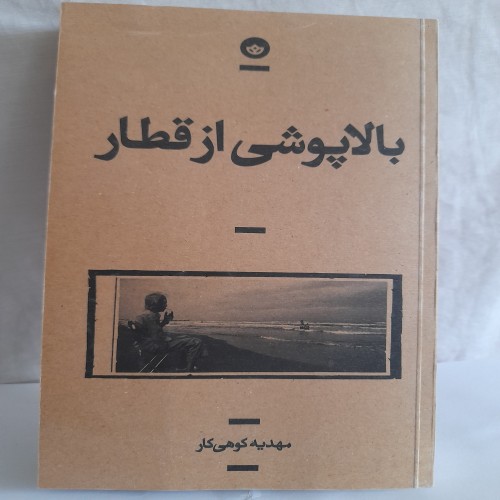 بالاپوشی از قطار
مهدیه کوهی‌کار